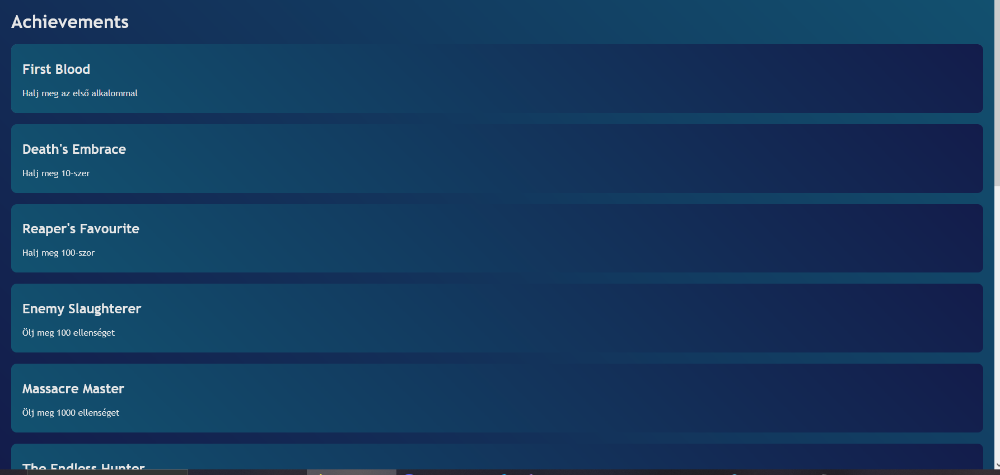 Achievements
First Blood
Halj meg az első alkalommal
Death's Embrace
Halj meg 10-szer
Reaper's Favourite
Halj meg 100-szor
Enemy Slaughterer
Ölj meg 100 ellenséget
Massacre Master
Ölj meg 1000 ellenséget
The Endless Hunter